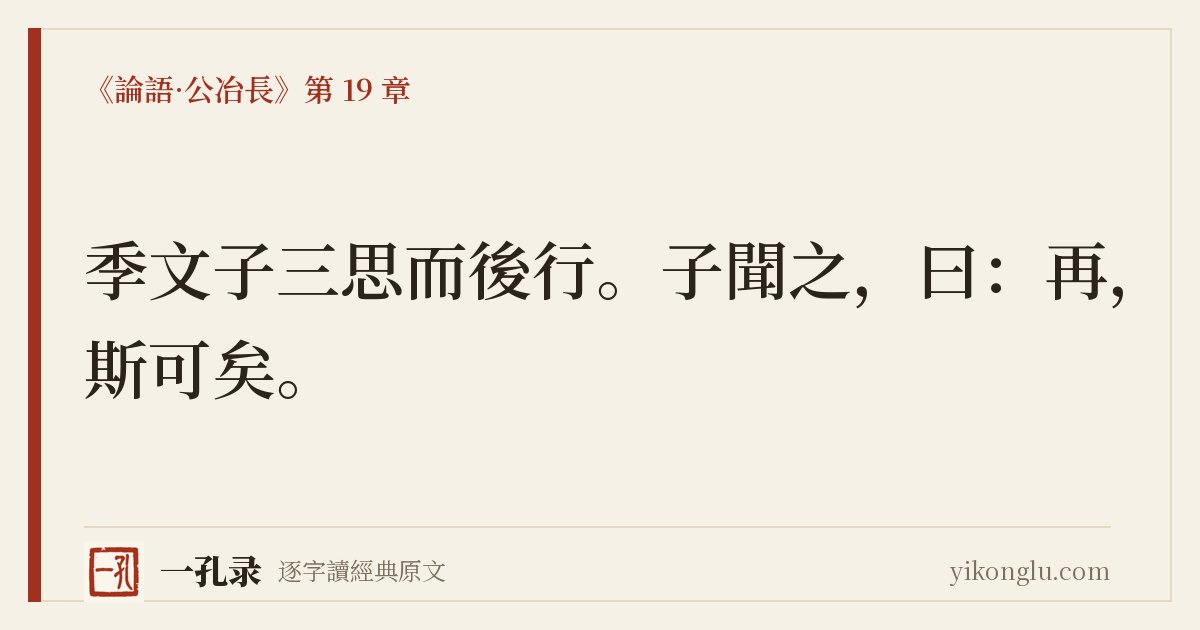 《論語·公冶長》第 19 章
季文子三思而後行。子聞之，曰：再，
斯可矣。
一孔
一孔录 逐字讀經典原文
yikonglu.com